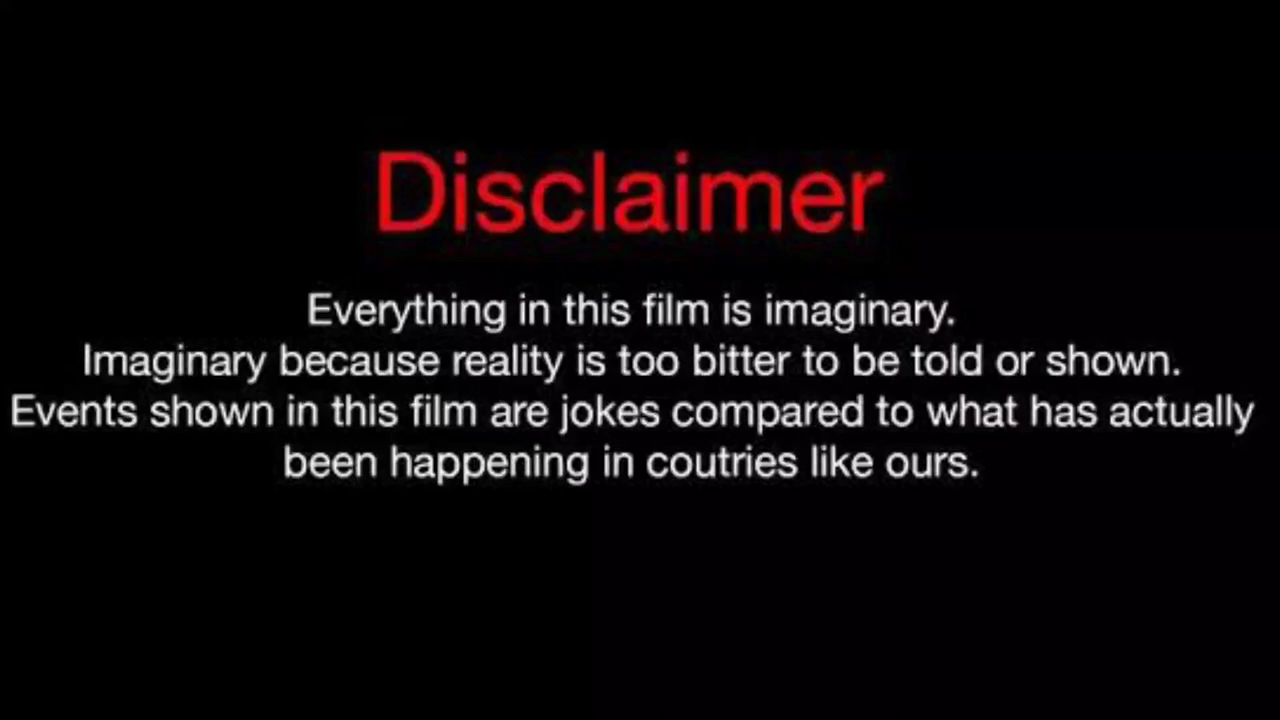 Disclaimer
Everything in this film is imaginary.
Imaginary because reality is too bitter to be told or shown.
Events shown in this film are jokes compared to what has actually
been happening in coutries like ours.